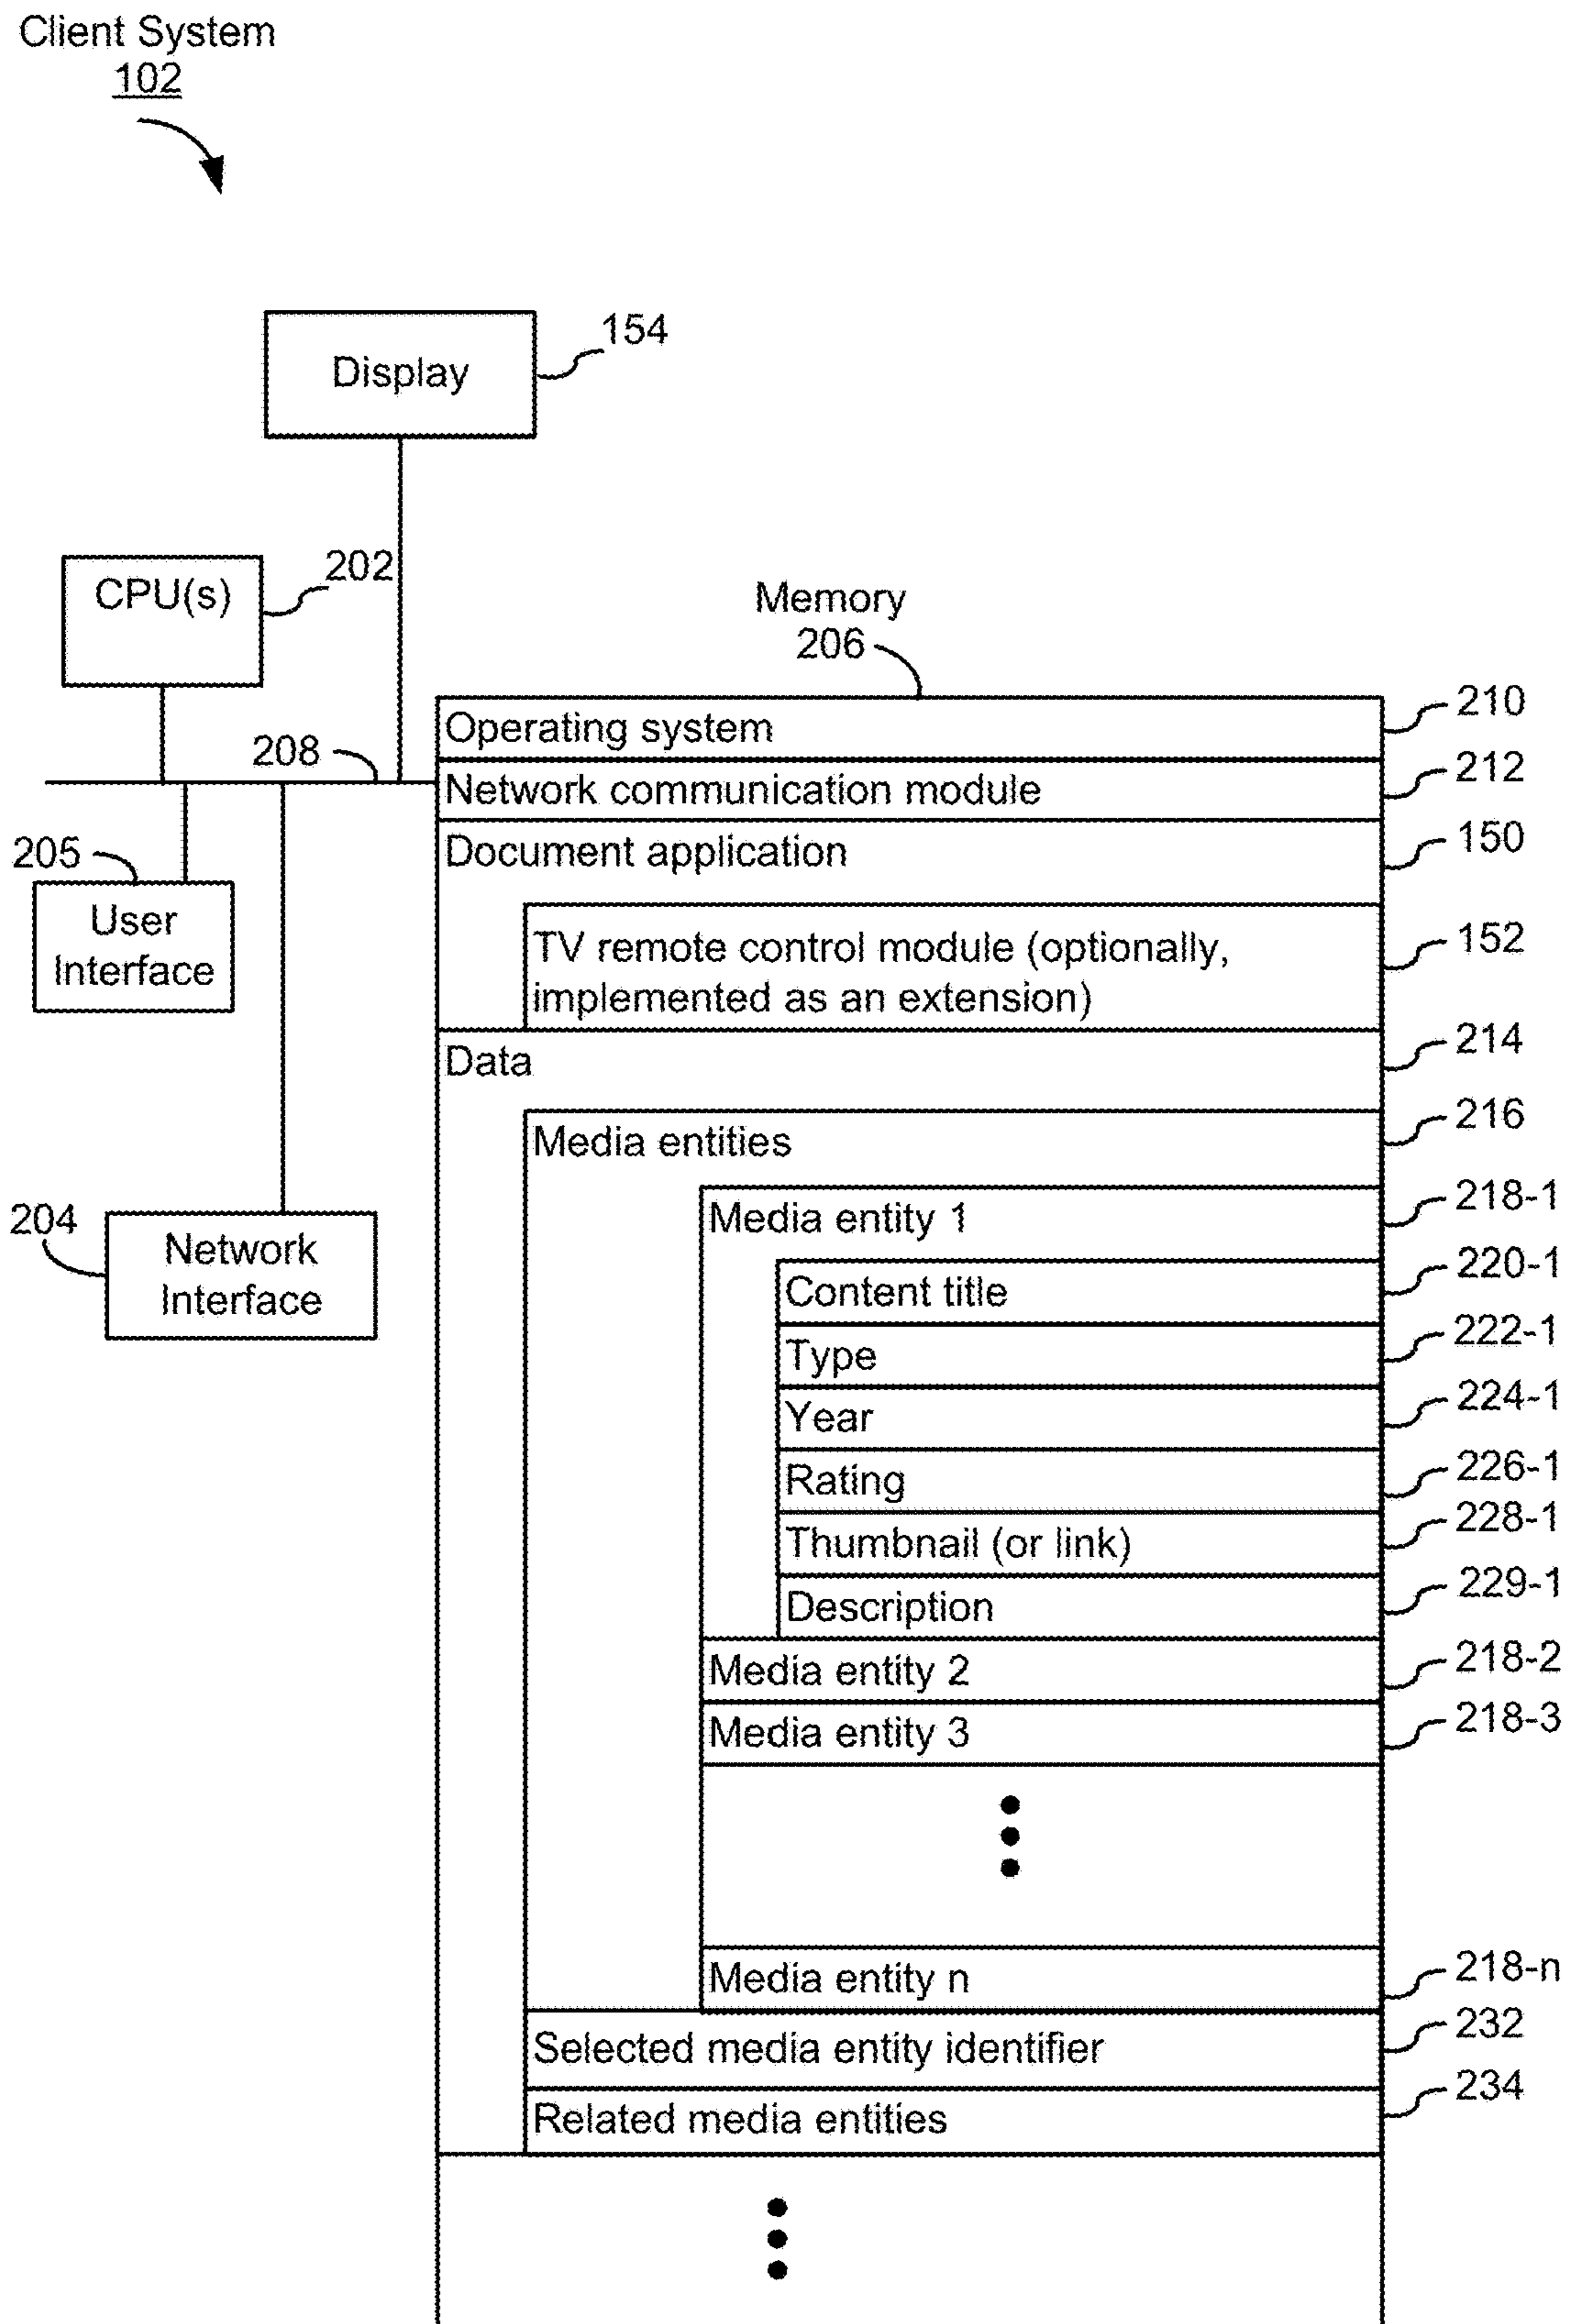 Client System
102
Display
154
CPU(s)
202
Memory
206
208
205
User
Interface
204
Network
Interface
Operating system
210
Network communication module
212
Document application
150
TV remote control module (optionally,
implemented as an extension)
152
Data
214
Media entities
216
Media entity 1
218-1
Content title
220-1
Type
222-1
Year
224-1
Rating
226-1
Thumbnail (or link)
228-1
Description
229-1
Media entity 2
218-2
Media entity 3
218-3
Media entity n
218-n
Selected media entity identifier
232
Related media entities
234